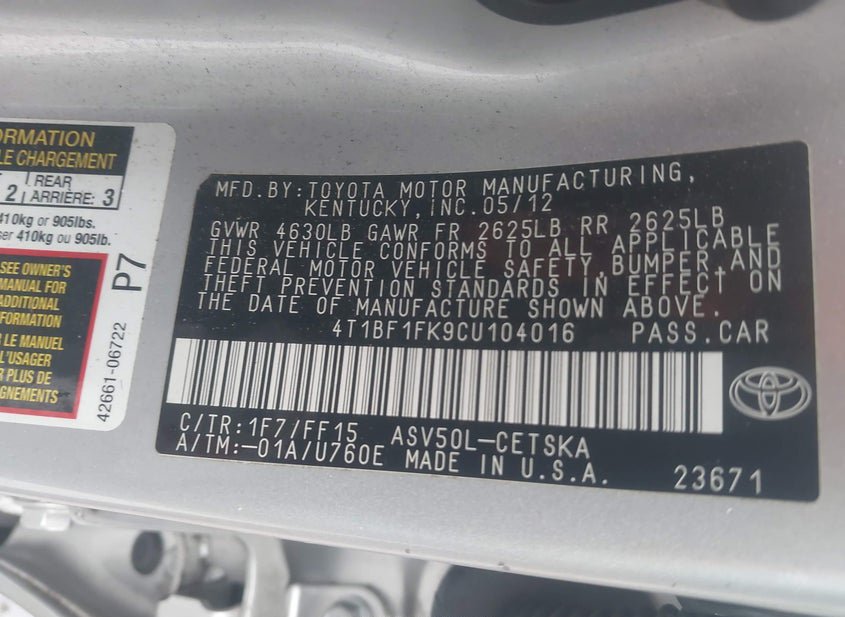 ORMATION
LE CHARGEMENT
2 REAR ARRIÈRE: 3
410kg or 905lbs.
ser 410kg ou 905lb.
SEE OWNER'S
MANUAL FOR
ADDITIONAL
NFORMATION
LE MANUEL
L'USAGER
PLUS DE
GNEMENTS
P7
42661-06722
MFD.BY:TOYOTA MOTOR MANUFACTURING,
KENTUCKY,INC.05/12
GVWR 4630LB GAWR FR 2625LB RR 2625LB
THIS VEHICLE CONFORMS TO ALL APPLICABLE
FEDERAL MOTOR VEHICLE SAFETY,BUMPER,AND
THEFT PREVENTION STANDARDS IN EFFECT ON
THE DATE OF MANUFACTURE SHOWN ABOVE.
4T1BF1FK9CU104016 PASS.CAR
C/TR:1F7/FF15 ASV50L-CETSKA
A/TM:-01A/U760E MADE IN U.S.A.
23671